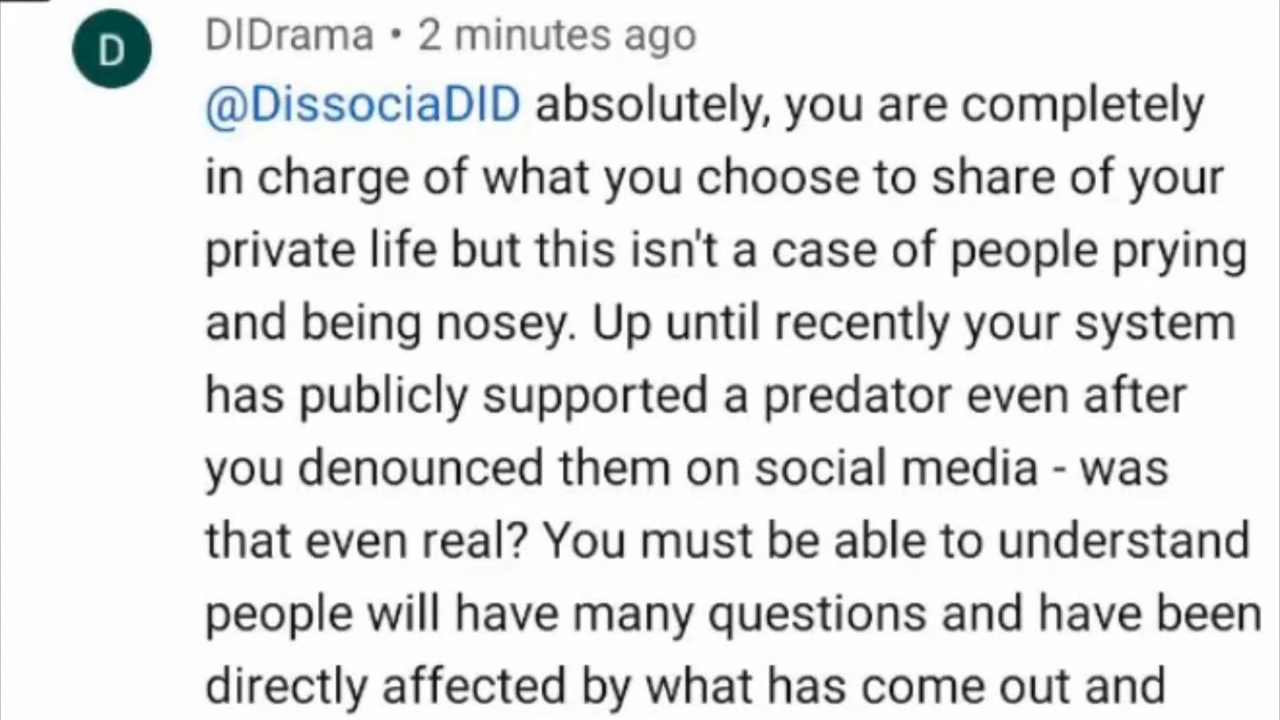 D
DIDrama • 2 minutes ago
@DissociaDID absolutely, you are completely
in charge of what you choose to share of your
private life but this isn't a case of people prying
and being nosey. Up until recently your system
has publicly supported a predator even after
you denounced them on social media - was
that even real? You must be able to understand
people will have many questions and have been
directly affected by what has come out and